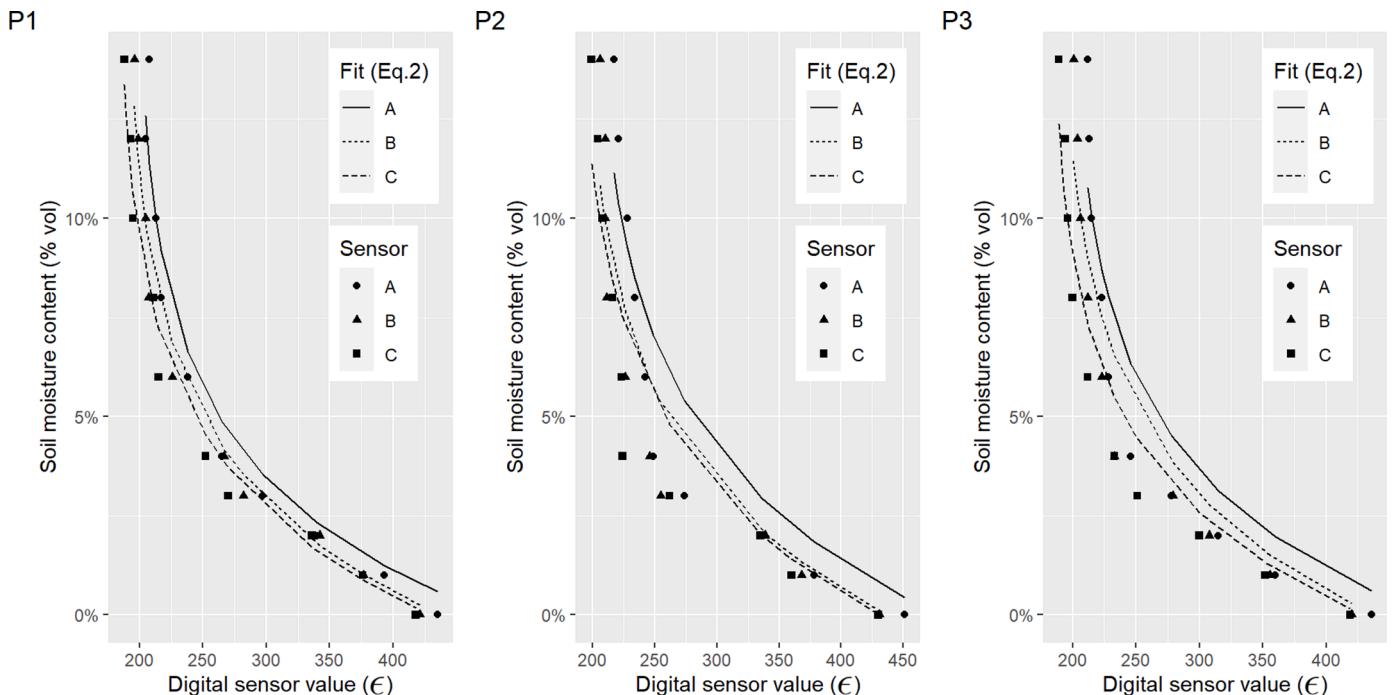 P1
Fit (Eq.2)
A
B
C
Sensor
A
B
C
10%
5%
0%
Soil moisture content (% vol)
200
250
300
350
400
Digital sensor value (ϵ)
P2
Fit (Eq.2)
A
B
C
Sensor
A
B
C
10%
5%
0%
Soil moisture content (% vol)
200
250
300
350
400
450
Digital sensor value (ϵ)
P3
Fit (Eq.2)
A
B
C
Sensor
A
B
C
10%
5%
0%
Soil moisture content (% vol)
200
250
300
350
400
Digital sensor value (ϵ)